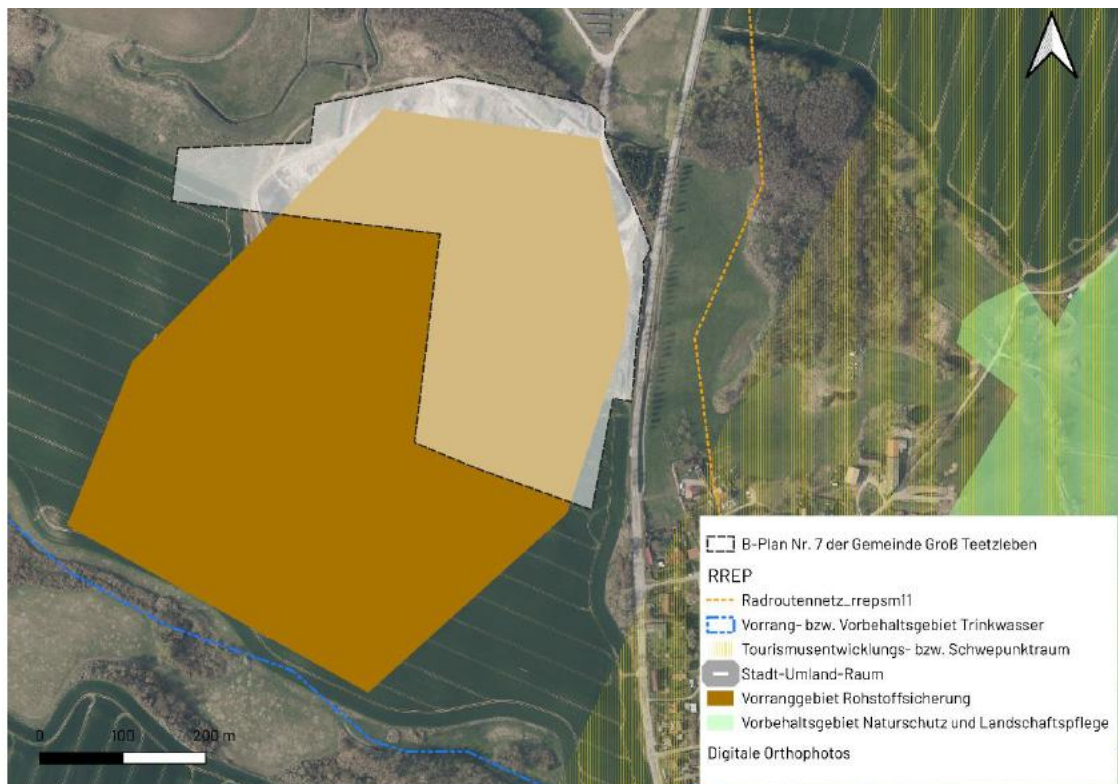 B-Plan Nr. 7 der Gemeinde Groß Teetzleben
RREP
Radroutennetz_rrepsm11
Vorrang- bzw. Vorbehaltsgebiet Trinkwasser
Tourismusentwicklungs- bzw. Schwepunktraum
Stadt-Umland-Raum
Vorranggebiet Rohstoffsicherung
Vorbehaltsgebiet Naturschutz und Landschaftspflege
Digitale Orthophotos
0 100 200 m